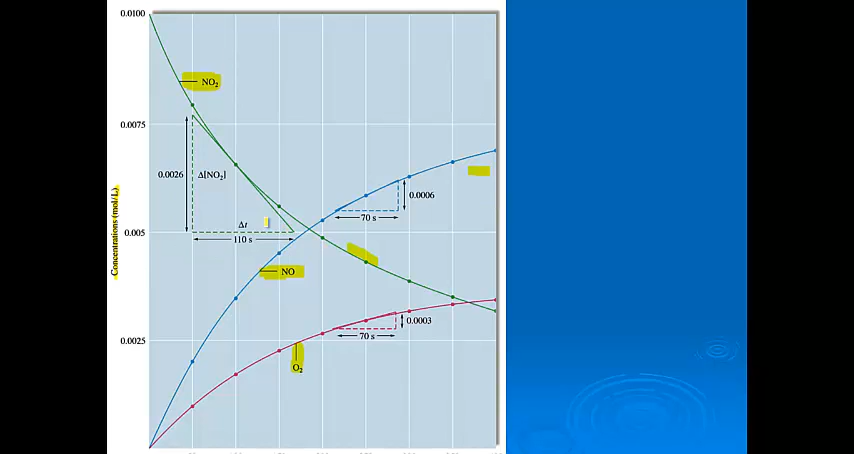 0.0100
NO2
0.0075
0.0026
Δ[NO2]
0.0006
70 s
Δt
0.005
110 s
Concentrations (mol/L)
NO
0.0003
70 s
0.0025
O2